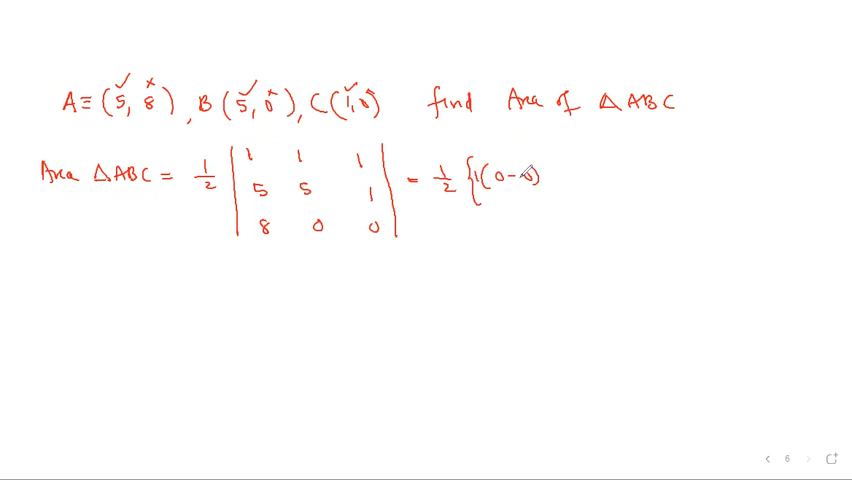 A ≡ (5, 8), B (5, 0), C (1, 0) find Area of △ABC
Area △ABC = 1/2 | 1 1 1 | = 1/2 { 1(0-0)
5 5 1
8 0 0
6